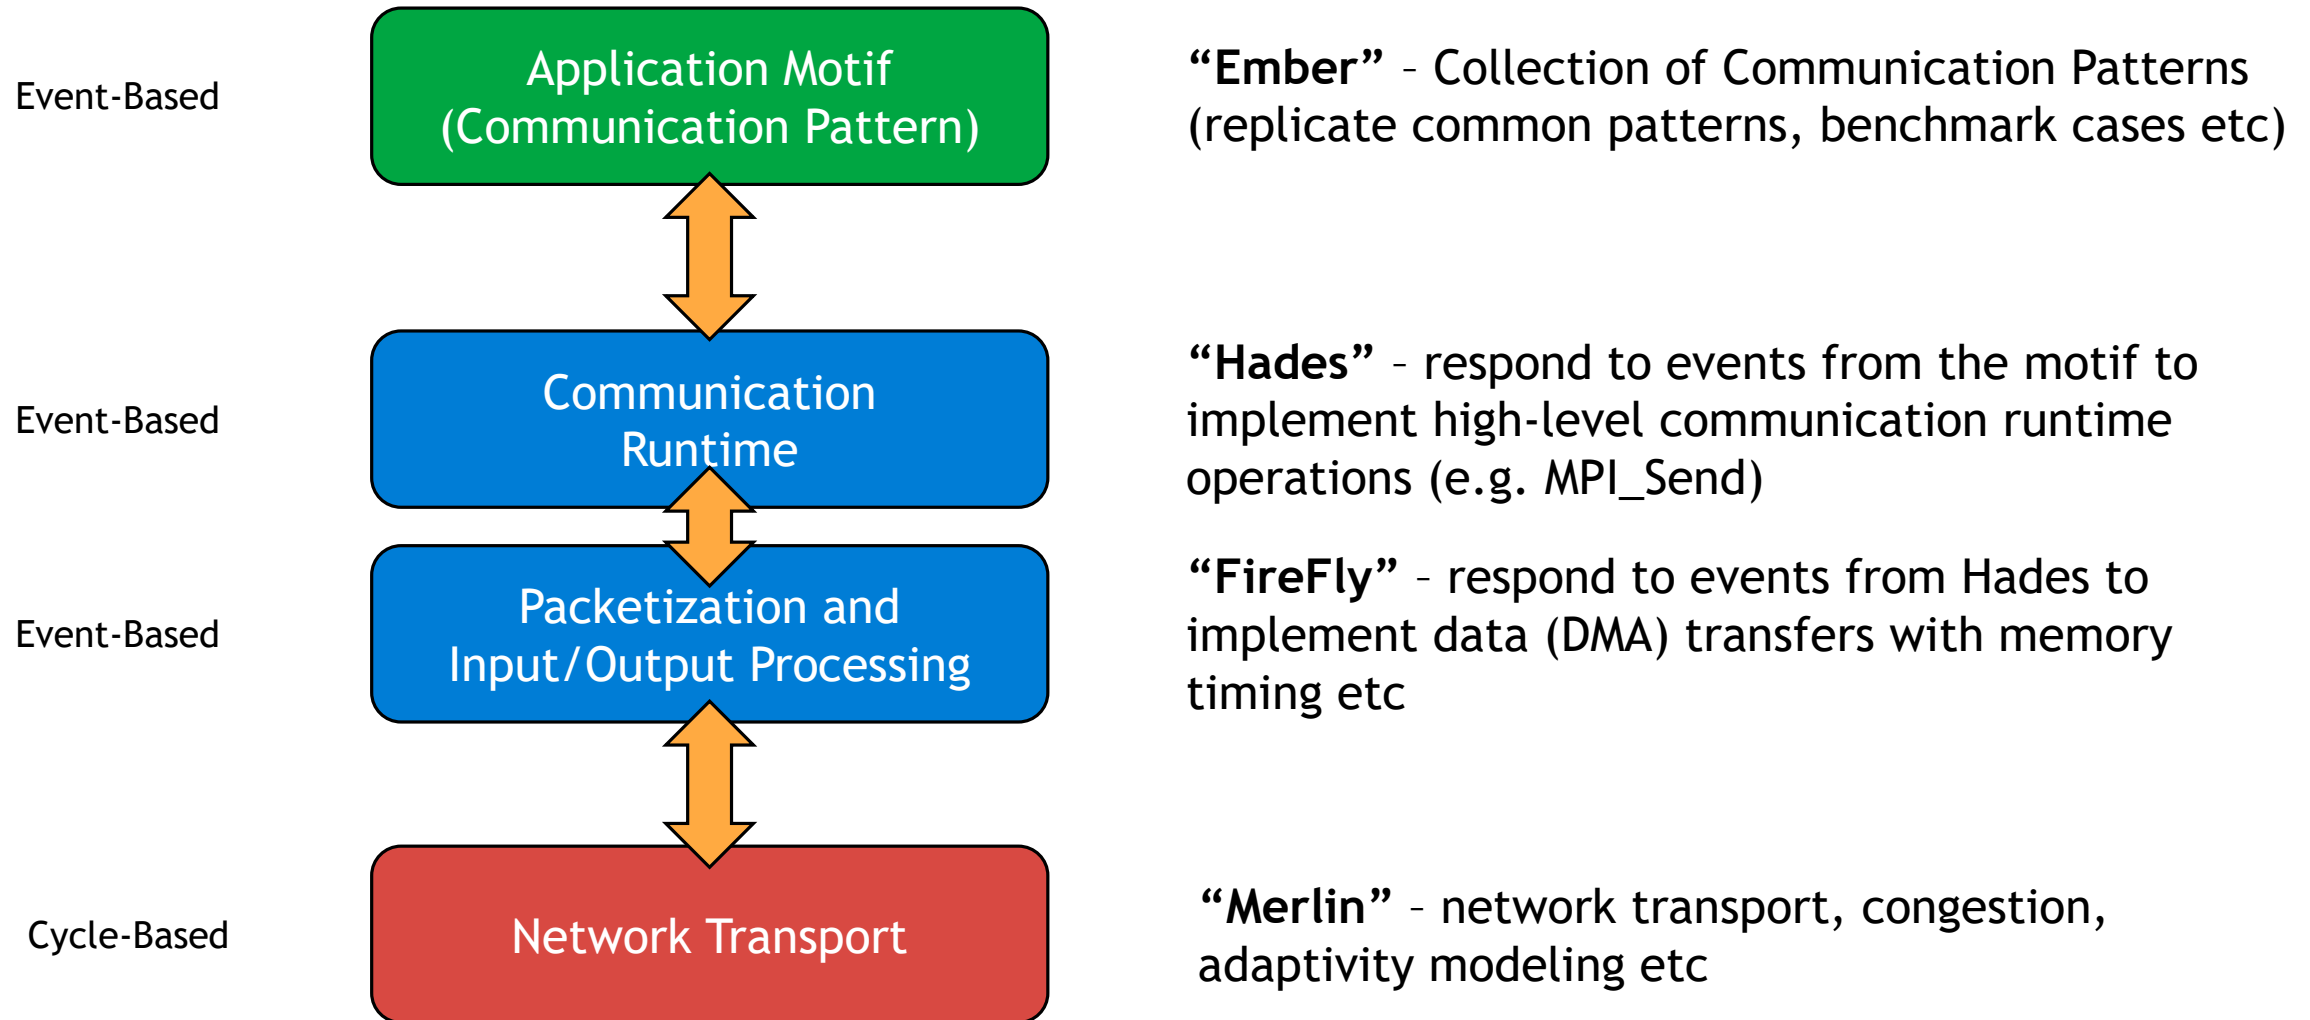 Event-Based
Application Motif
(Communication Pattern)
“Ember” – Collection of Communication Patterns
(replicate common patterns, benchmark cases etc)
Event-Based
Communication
Runtime
“Hades” – respond to events from the motif to
implement high-level communication runtime
operations (e.g. MPI_Send)
Event-Based
Packetization and
Input/Output Processing
“FireFly” – respond to events from Hades to
implement data (DMA) transfers with memory
timing etc
Cycle-Based
Network Transport
“Merlin” – network transport, congestion,
adaptivity modeling etc